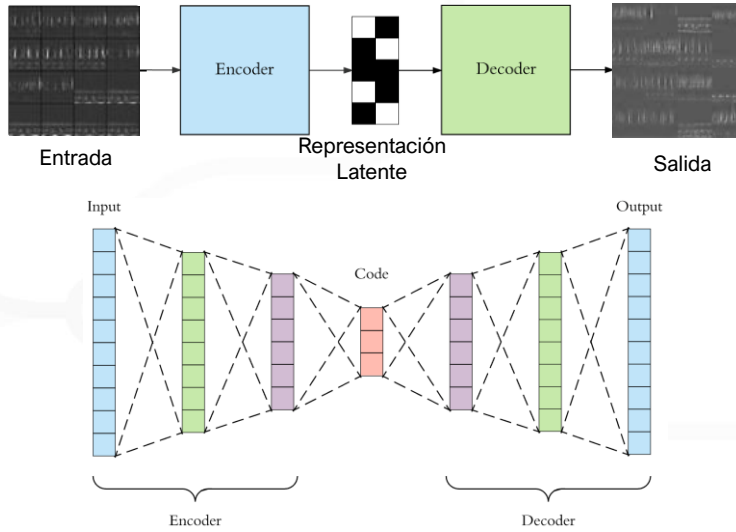 Encoder
Decoder
Entrada
Representación
Latente
Salida
Input
Output
Code
Encoder
Decoder